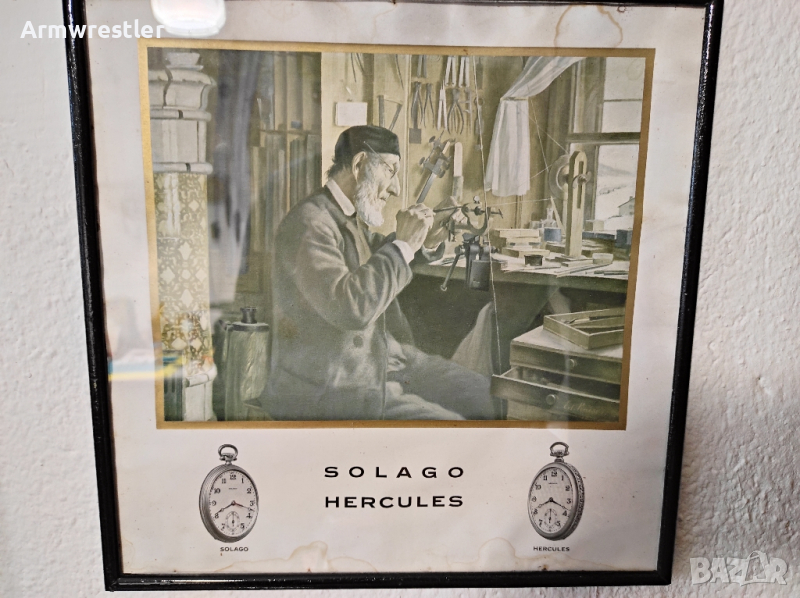 Armwrestler
SOLAGO
HERCULES
SOLAGO
HERCULES
BAZAR